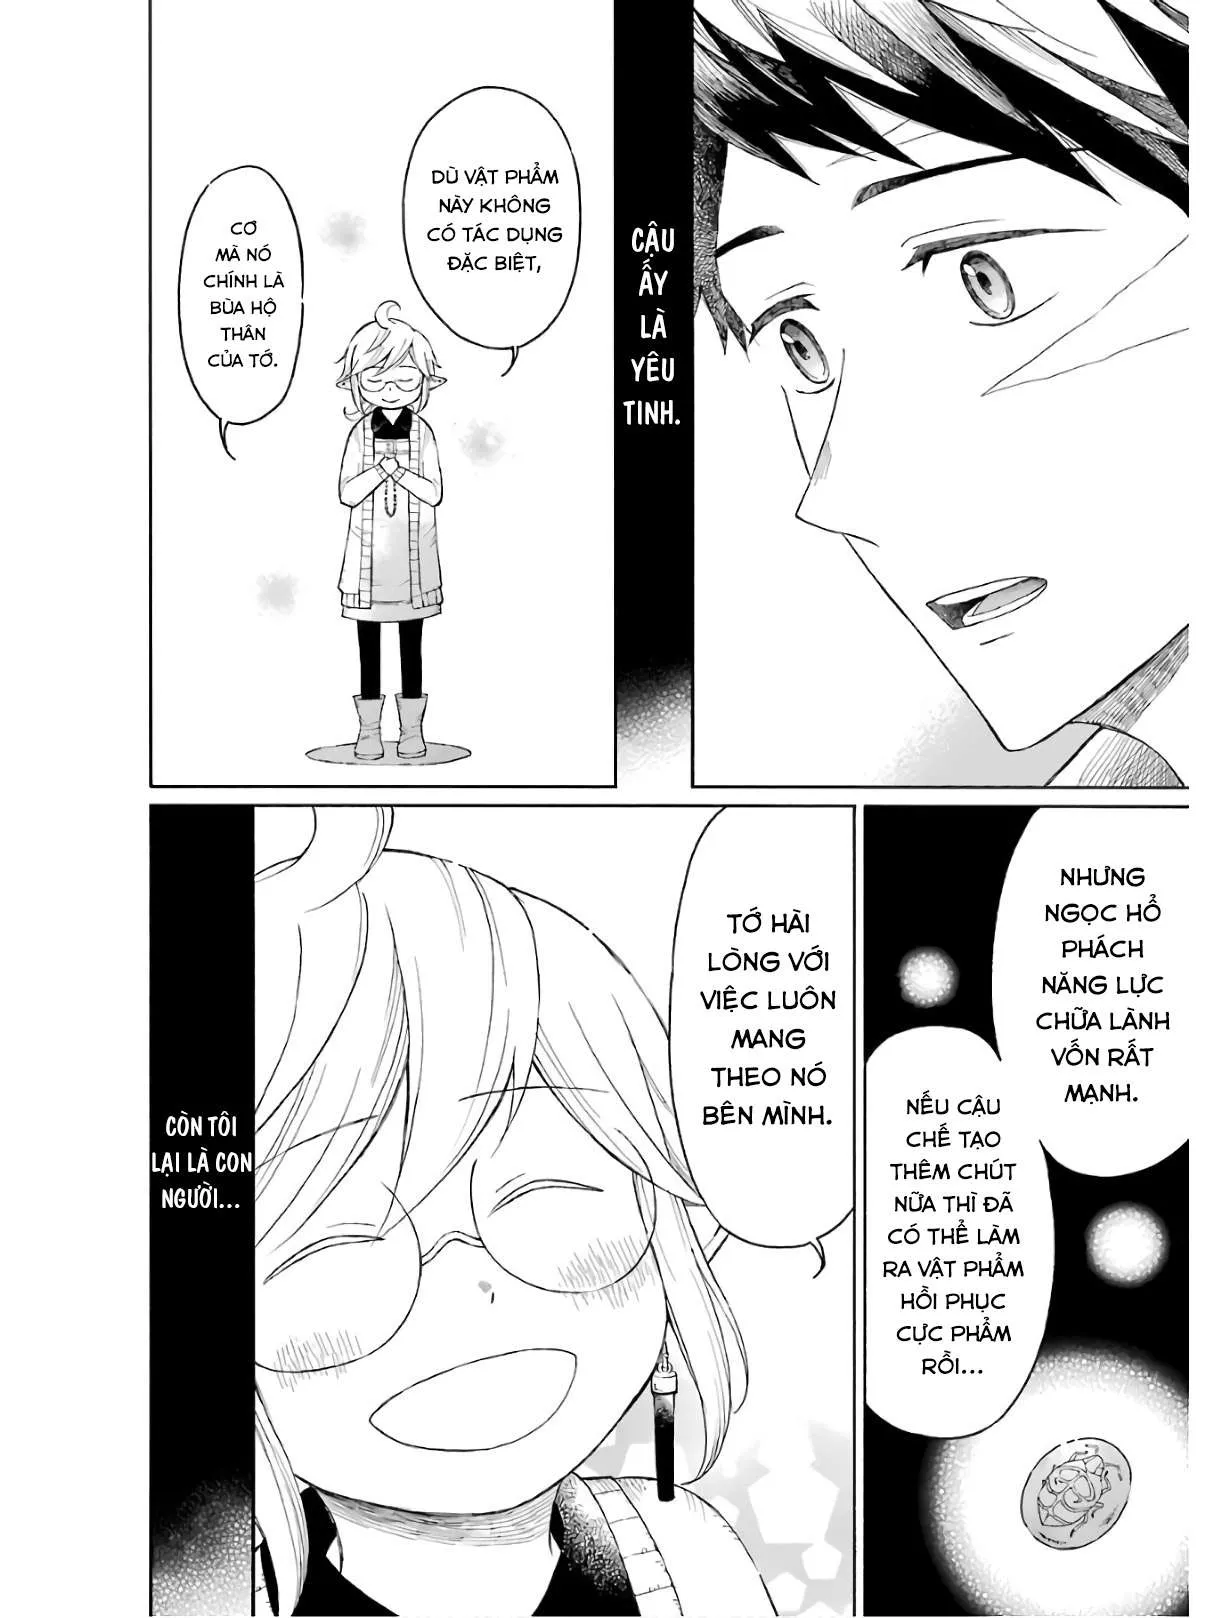 CẬU
ẤY
LÀ
YÊU
TINH.
DÙ VẬT PHẨM
NÀY KHÔNG
CÓ TÁC DỤNG
ĐẶC BIỆT,
CƠ
MÀ NÓ
CHÍNH LÀ
BÙA HỘ
THÂN
CỦA TỚ.
NHƯNG
NGỌC HỔ
PHÁCH
NĂNG LỰC
CHỮA LÀNH
VỐN RẤT
MẠNH.
NẾU CẬU
CHẾ TẠO
THÊM CHÚT
NỮA THÌ ĐÃ
CÓ THỂ LÀM
RA VẬT PHẨM
HỒI PHỤC
CỰC PHẨM
RỒI...
TỚ HÀI
LÒNG VỚI
VIỆC LUÔN
MANG
THEO NÓ
BÊN MÌNH.
CÒN TÔI
LẠI LÀ CON
NGƯỜI...